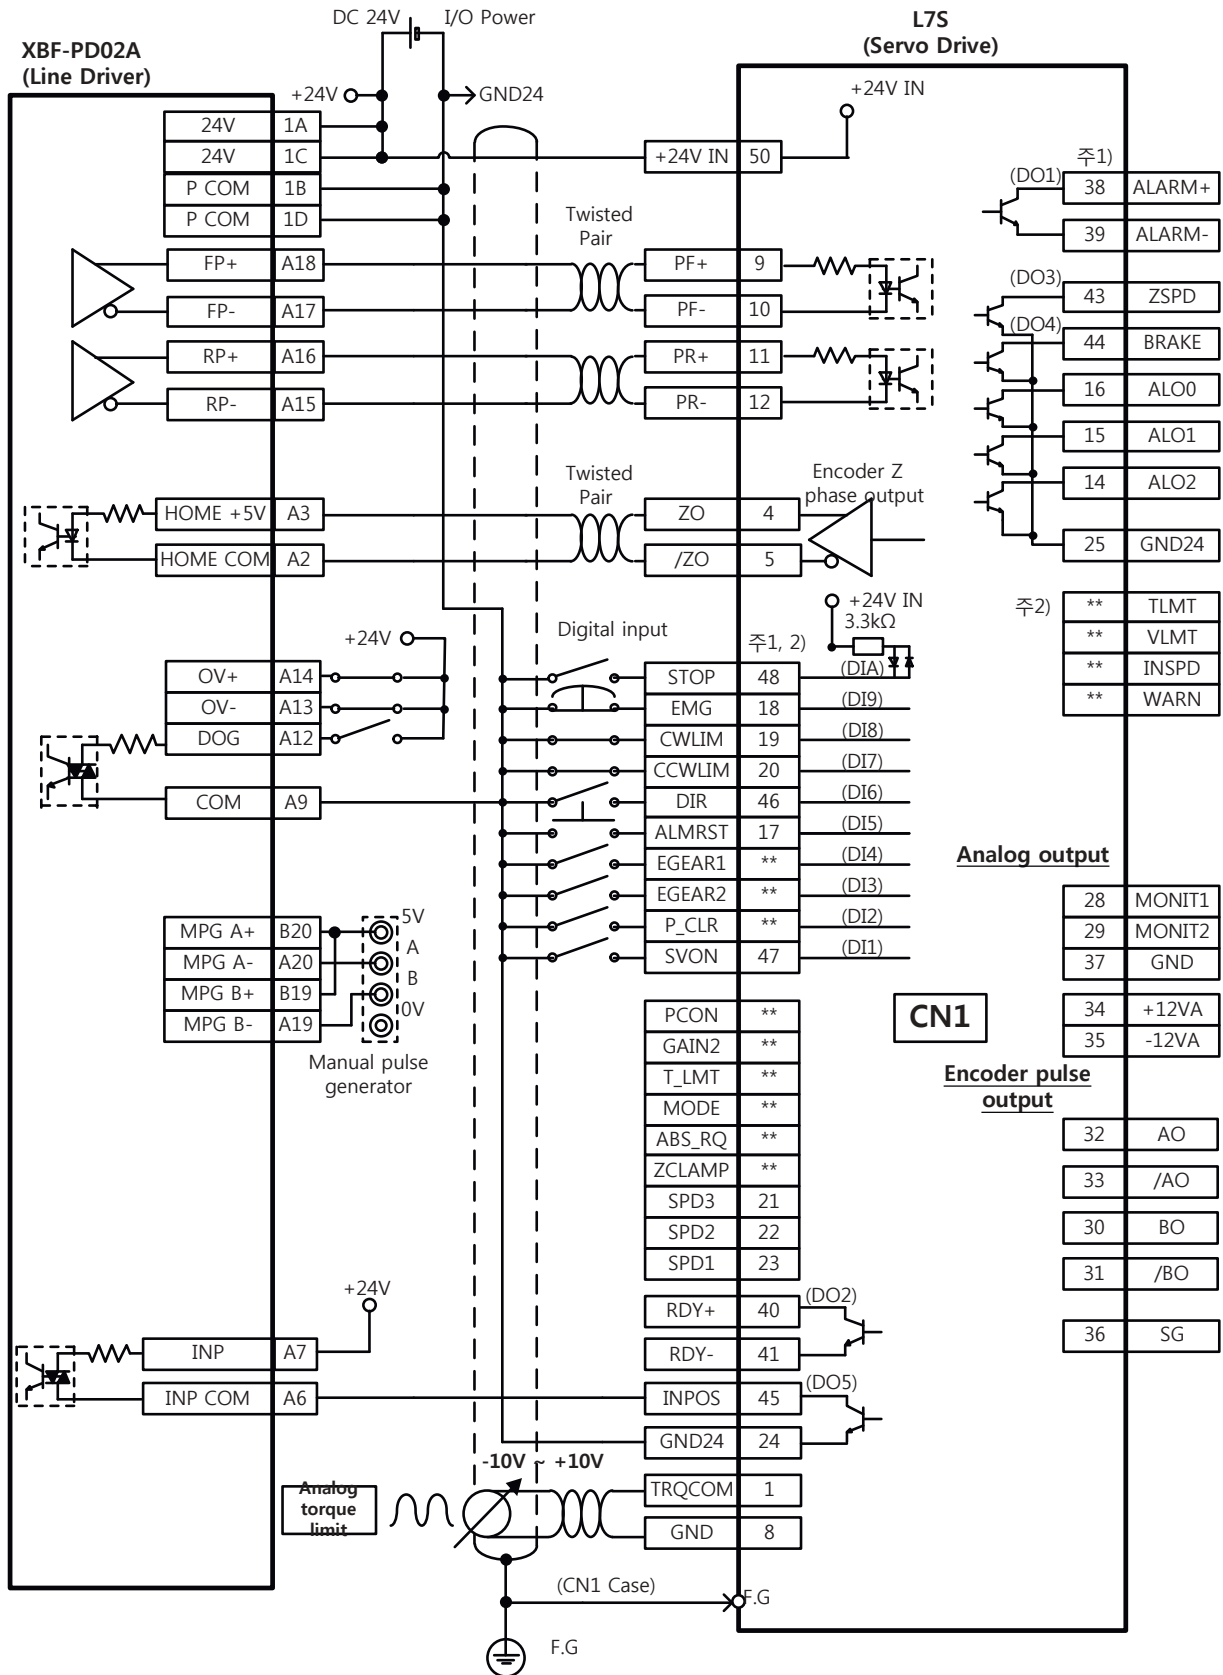 DC 24V
I/O Power
L7S
(Servo Drive)
XBF-PD02A
(Line Driver)
+24V
GND24
+24V IN
24V 1A
24V 1C
P COM 1B
P COM 1D
+24V IN 50
주1)
(DO1)
38 ALARM+
39 ALARM-
Twisted
Pair
FP+ A18
FP- A17
RP+ A16
RP- A15
PF+ 9
PF- 10
PR+ 11
PR- 12
(DO3)
43 ZSPD
(DO4)
44 BRAKE
16 ALO0
15 ALO1
14 ALO2
25 GND24
Twisted
Pair
Encoder Z
phase output
HOME +5V A3
HOME COM A2
ZO 4
/ZO 5
주2)
** TLMT
** VLMT
** INSPD
** WARN
+24V IN
3.3kΩ
+24V
Digital input
주1, 2)
OV+ A14
OV- A13
DOG A12
COM A9
STOP 48 (DIA)
EMG 18 (DI9)
CWLIM 19 (DI8)
CCWLIM 20 (DI7)
DIR 46 (DI6)
ALMRST 17 (DI5)
EGEAR1 ** (DI4)
EGEAR2 ** (DI3)
P_CLR ** (DI2)
SVON 47 (DI1)
Analog output
28 MONIT1
29 MONIT2
37 GND
34 +12VA
35 -12VA
MPG A+ B20
MPG A- A20
MPG B+ B19
MPG B- A19
5V
A
B
0V
Manual pulse
generator
CN1
PCON **
GAIN2 **
T_LMT **
MODE **
ABS_RQ **
ZCLAMP **
SPD3 21
SPD2 22
SPD1 23
Encoder pulse
output
32 AO
33 /AO
30 BO
31 /BO
36 SG
+24V
INP A7
INP COM A6
RDY+ 40 (DO2)
RDY- 41
INPOS 45 (DO5)
GND24 24
-10V ~ +10V
Analog
torque
limit
TRQCOM 1
GND 8
(CN1 Case)
F.G
F.G